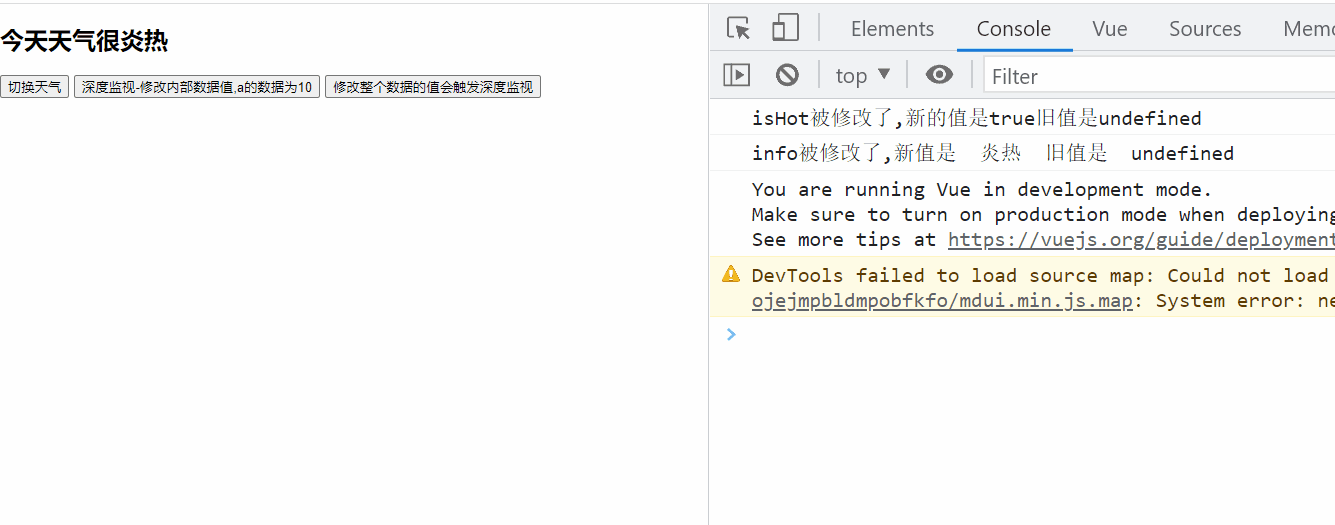 今天天气很炎热
切换天气 深度监视-修改内部数据值,a的数据为10 修改整个数据的值会触发深度监视
Elements Console Vue Sources Memo
top ▼ Filter
isHot被修改了,新的值是true旧值是undefined
info被修改了,新值是 炎热 旧值是 undefined
You are running Vue in development mode.
Make sure to turn on production mode when deploying
See more tips at https://vuejs.org/guide/deployment
DevTools failed to load source map: Could not load
ojejmpbldmpobfkfo/mdui.min.js.map: System error: ne
>